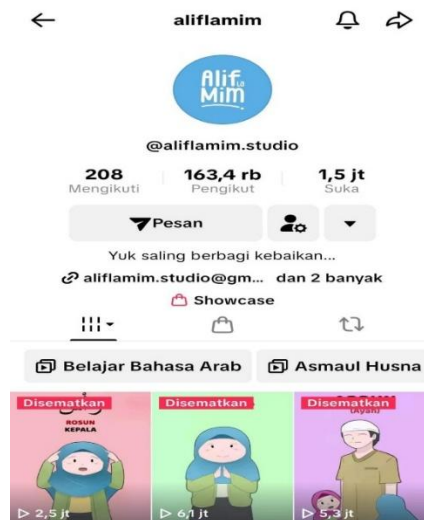 aliflamim
Alif La Mim
@aliflamim.studio
208 163,4 rb 1,5 jt
Mengikuti Pengikut Suka
Pesan
Yuk saling berbagi kebaikan...
aliflamim.studio@gm... dan 2 banyak
Showcase
Belajar Bahasa Arab Asmaul Husna
Disematkan Disematkan Disematkan
ROSUN
KEPALA
(Ayah)
2,5 jt 6,1 jt 5,3 jt